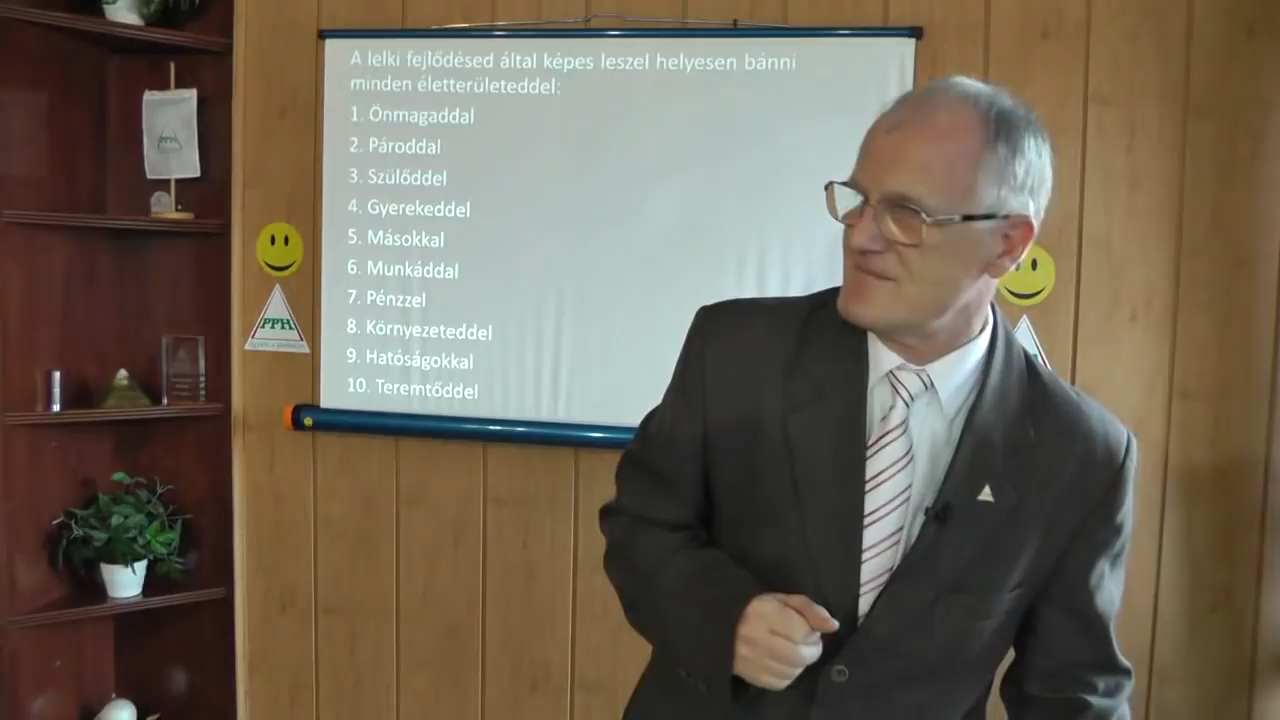 A lelki fejlődésed által képes leszel helyesen bánni
minden életterületeddel:
1. Önmagaddal
2. Pároddal
3. Szülőddel
4. Gyerekeddel
5. Másokkal
6. Munkáddal
7. Pénzzel
8. Környezeteddel
9. Hatóságokkal
10. Teremtőddel
PPH